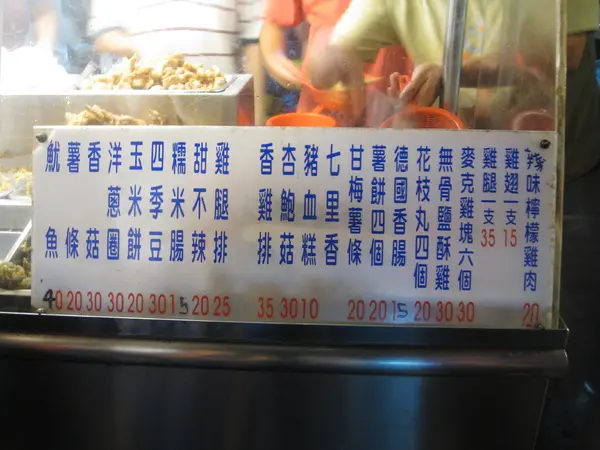 辣味檸檬雞肉 20
雞翅一支 15
雞腿一支 35
麥克雞塊六個 30
無骨鹽酥雞 30
花枝丸四個 20
德國香腸 15
薯餅四個 20
甘梅薯條 20
七里香
豬血糕 10
杏鮑菇 30
香雞排 35
雞腿排 25
甜不辣 20
糯米腸 15
四季豆 30
玉米餅 20
洋蔥圈 30
香菇 30
薯條 20
魷魚 40